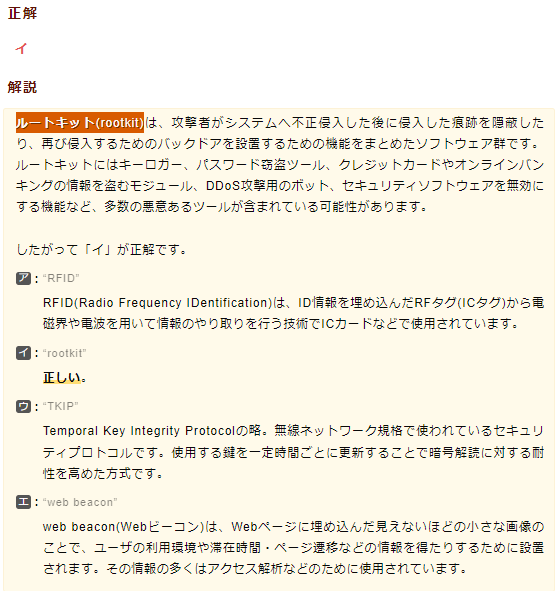 正解
イ
解説
ルートキット(rootkit)は、攻撃者がシステムへ不正侵入した後に侵入した痕跡を隠蔽した
り、再び侵入するためのバックドアを設置するための機能をまとめたソフトウェア群です。
ルートキットにはキーロガー、パスワード窃盗ツール、クレジットカードやオンラインバン
キングの情報を盗むモジュール、DDoS攻撃用のボット、セキュリティソフトウェアを無効に
する機能など、多数の悪意あるツールが含まれている可能性があります。
したがって「イ」が正解です。
ア：“RFID”
RFID(Radio Frequency IDentification)は、ID情報を埋め込んだRFタグ(ICタグ)から電
磁界や電波を用いて情報のやり取りを行う技術でICカードなどで使用されています。
イ：“rootkit”
正しい。
ウ：“TKIP”
Temporal Key Integrity Protocolの略。無線ネットワーク規格で使われているセキュリ
ティプロトコルです。使用する鍵を一定時間ごとに更新することで暗号解読に対する耐
性を高めた方式です。
エ：“web beacon”
web beacon(Webビーコン)は、Webページに埋め込んだ見えないほどの小さな画像の
ことで、ユーザの利用環境や滞在時間・ページ遷移などの情報を得たりするために設置
されます。その情報の多くはアクセス解析などのために使用されています。